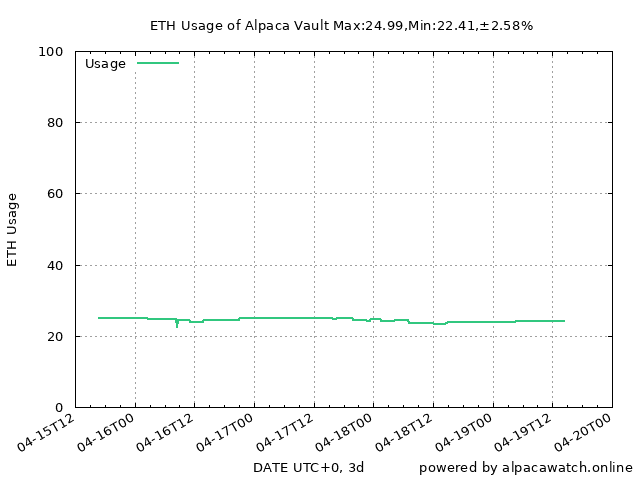 ETH Usage of Alpaca Vault Max:24.99,Min:22.41,±2.58%
100
Usage
80
60
ETH Usage
40
20
0
04-15T12 04-16T00 04-16T12 04-17T00 04-17T12 04-18T00 04-18T12 04-19T00 04-19T12 04-20T00
DATE UTC+0, 3d powered by alpacawatch.online